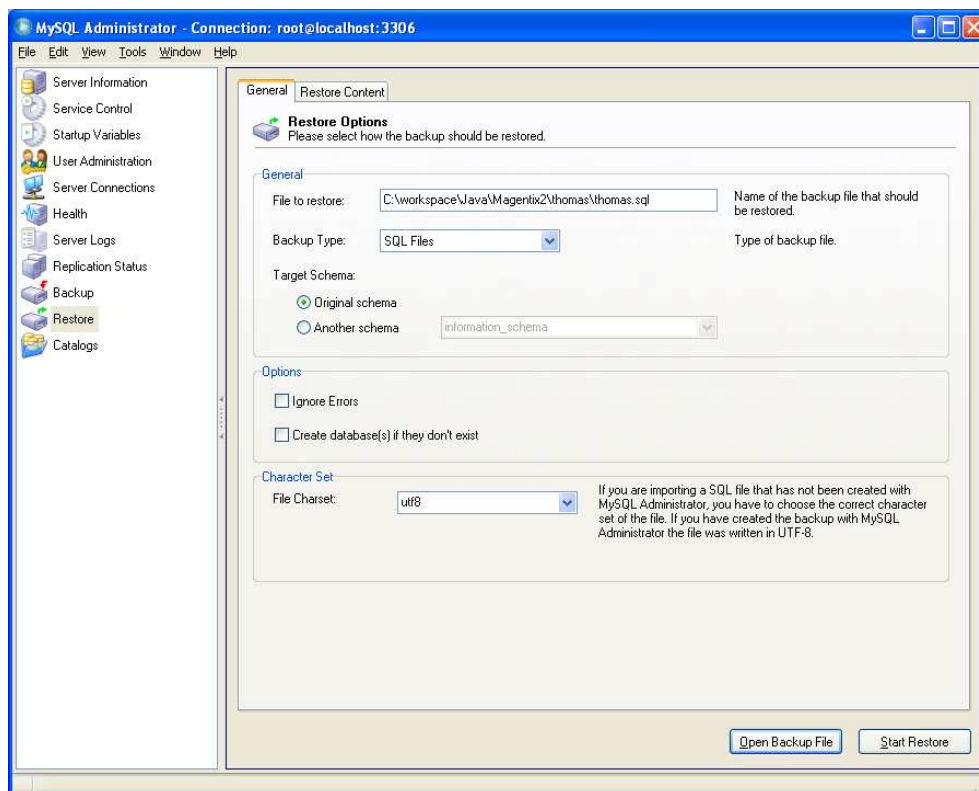 MySQL Administrator - Connection: root@localhost:3306
File Edit View Tools Window Help
Server Information
Service Control
Startup Variables
User Administration
Server Connections
Health
Server Logs
Replication Status
Backup
Restore
Catalogs
General Restore Content
Restore Options
Please select how the backup should be restored.
General
File to restore: C:\workspace\Java\Magentix2\thomas\thomas.sql Name of the backup file that should
be restored.
Backup Type: SQL Files Type of backup file.
Target Schema:
Original schema
Another schema information_schema
Options
Ignore Errors
Create database(s) if they don't exist
Character Set
File Charset: utf8
If you are importing a SQL file that has not been created with
MySQL Administrator, you have to choose the correct character
set of the file. If you have created the backup with MySQL
Administrator the file was written in UTF-8.
Open Backup File Start Restore